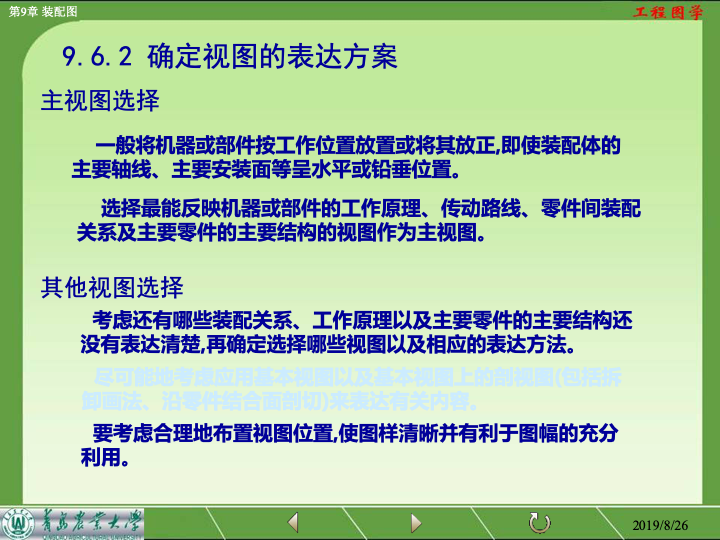 第9章 装配图
工程图学
9.6.2 确定视图的表达方案
主视图选择
一般将机器或部件按工作位置放置或将其放正,即使装配体的
主要轴线、主要安装面等呈水平或铅垂位置。
选择最能反映机器或部件的工作原理、传动路线、零件间装配
关系及主要零件的主要结构的视图作为主视图。
其他视图选择
考虑还有哪些装配关系、工作原理以及主要零件的主要结构还
没有表达清楚,再确定选择哪些视图以及相应的表达方法。
尽可能地考虑应用基本视图以及基本视图上的剖视图(包括拆
卸画法、沿零件结合面剖切)来表达有关内容。
要考虑合理地布置视图位置,使图样清晰并有利于图幅的充分
利用。
青岛农业大学
2019/8/26